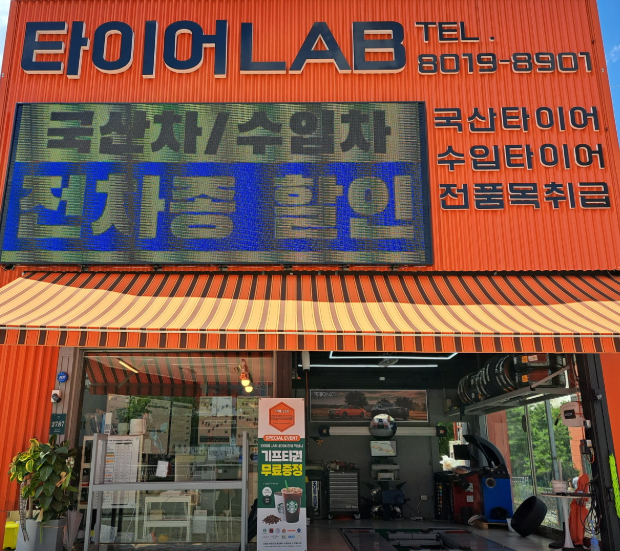 타이어LAB
TEL.
8019-8901
국산차/수입차
전차종 할인
국산타이어
수입타이어
전품목취급
SPECIAL EVENT
기프티권
무료증정